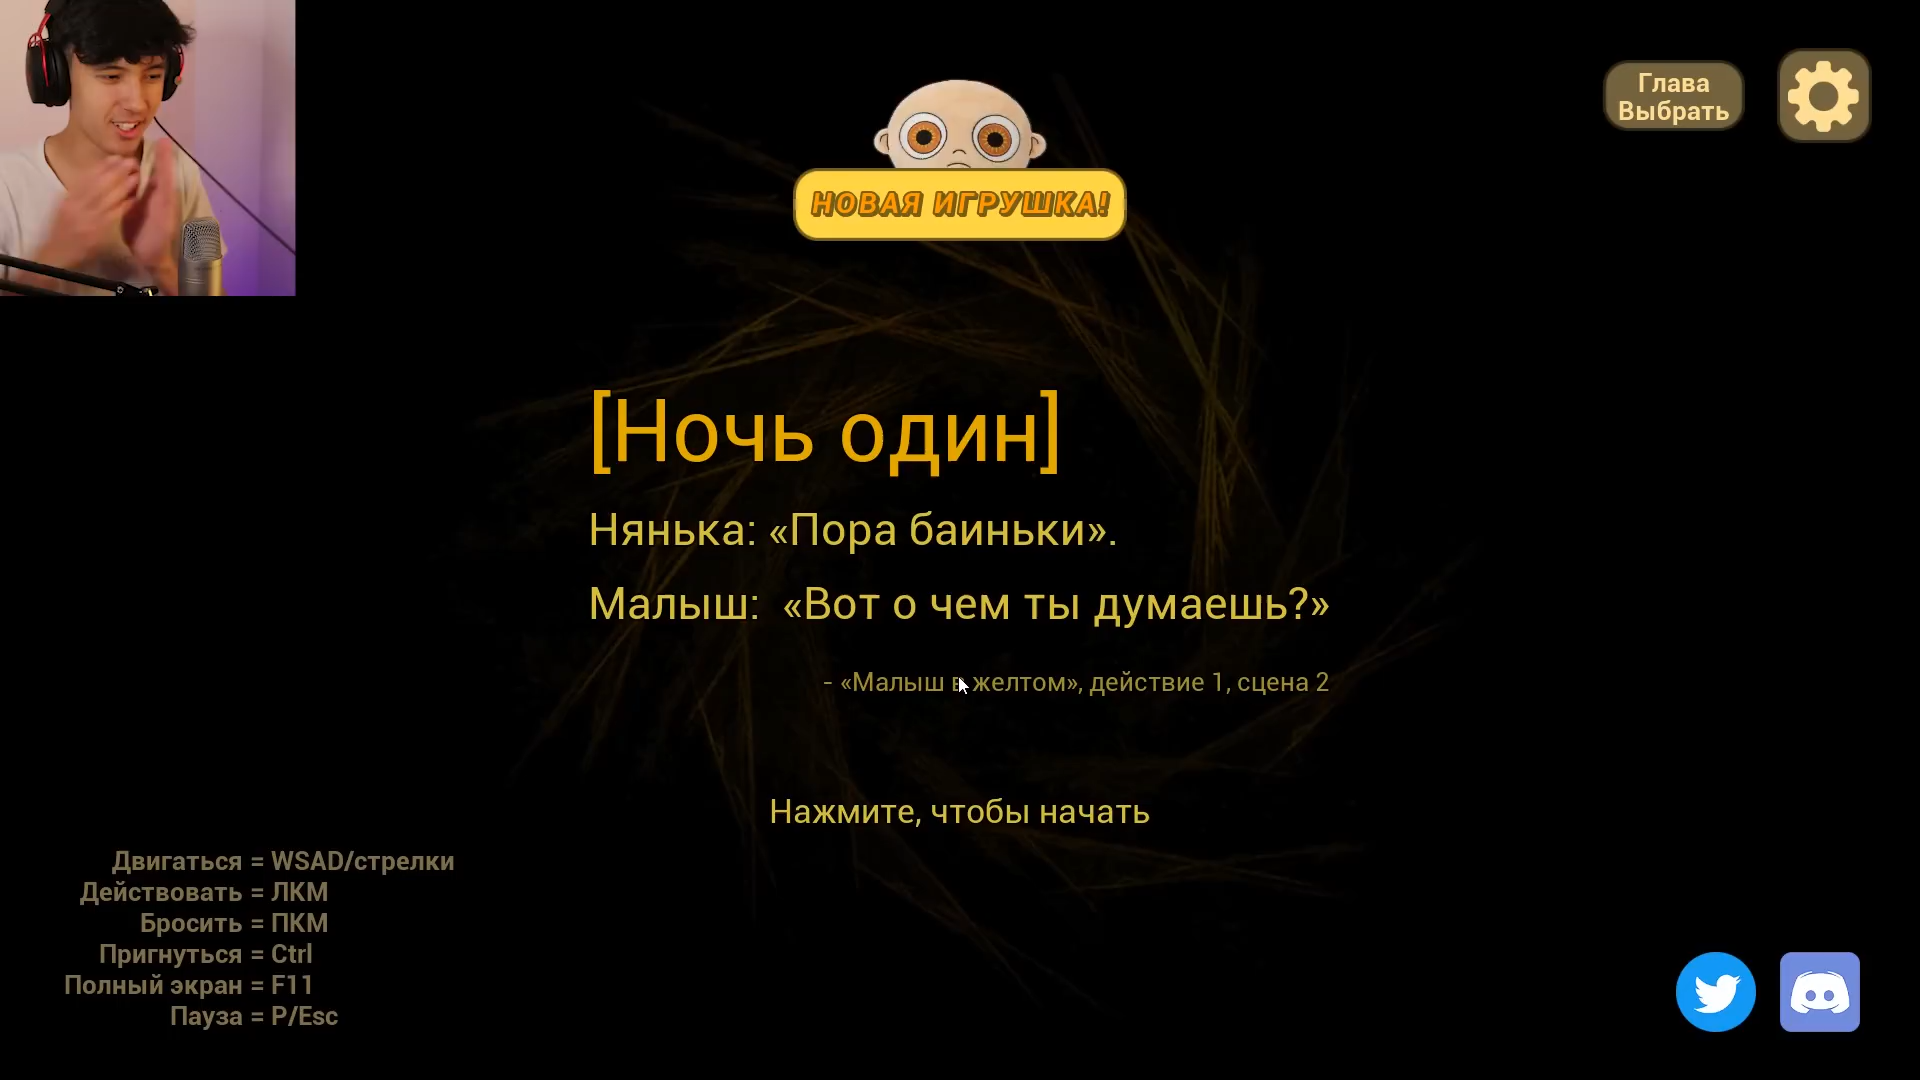 Глава
Выбрать
НОВАЯ ИГРУШКА!
[Ночь один]
Нянька: «Пора баиньки».
Малыш: «Вот о чем ты думаешь?»
- «Малыш в желтом», действие 1, сцена 2
Нажмите, чтобы начать
Двигаться = WSAD/стрелки
Действовать = ЛКМ
Бросить = ПКМ
Пригнуться = Ctrl
Полный экран = F11
Пауза = P/Esc